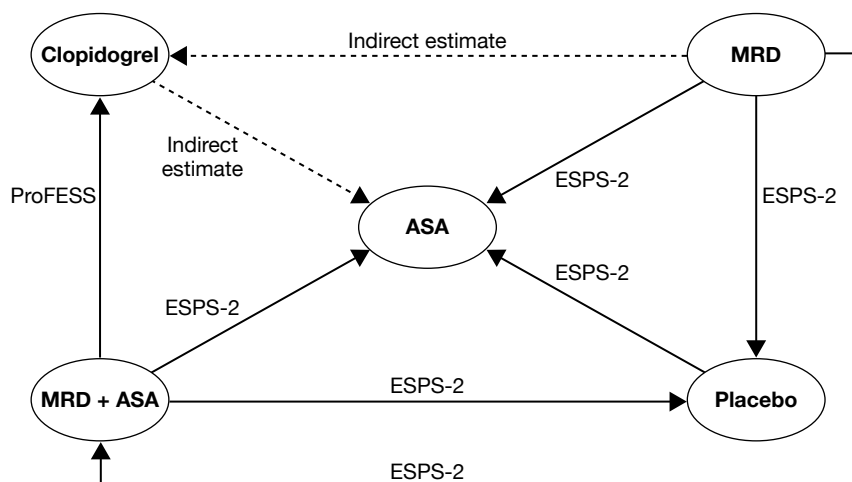 Indirect estimate
Clopidogrel
MRD
Indirect
estimate
ProFESS
ESPS-2
ESPS-2
ASA
ESPS-2
ESPS-2
MRD + ASA
ESPS-2
Placebo
ESPS-2